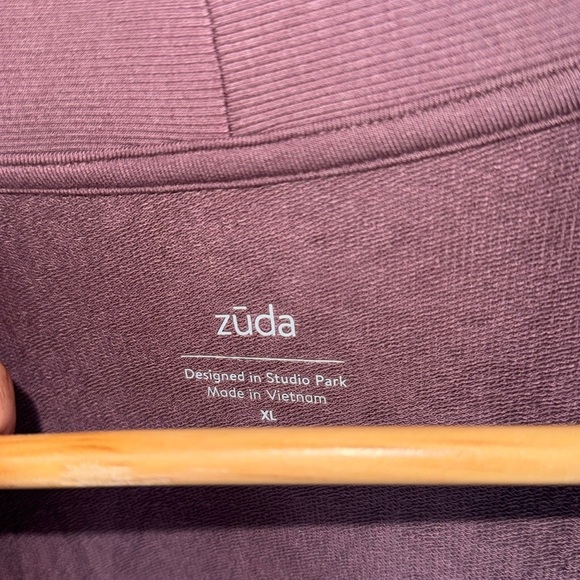 zūda
Designed in Studio Park
Made in Vietnam
XL